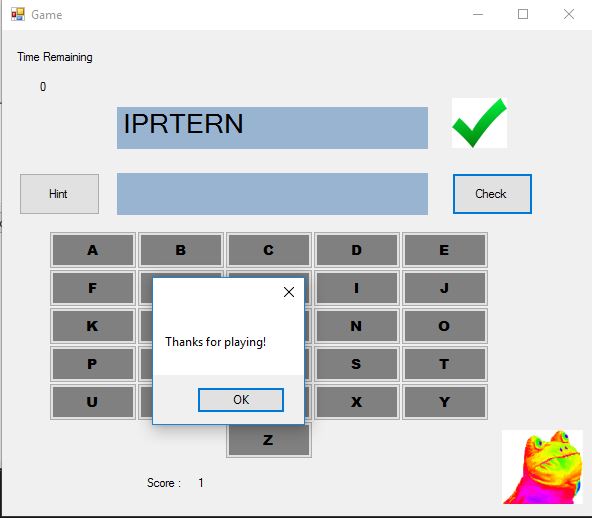 Game
Time Remaining
0
IPRTERN
Hint
Check
A B C D E
F I J
K N O
Thanks for playing!
P S T
OK
U X Y
Z
Score : 1